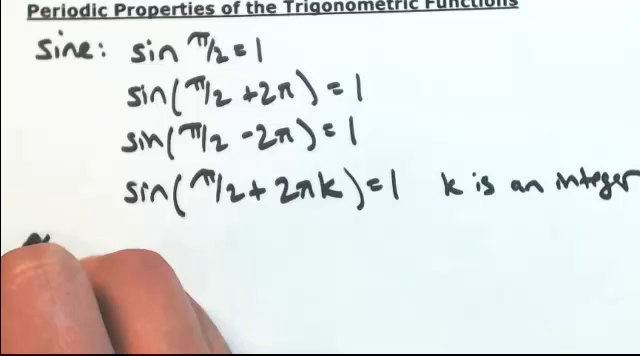 Periodic Properties of the Trigonometric Functions
Sine: sin π/2 = 1
sin(π/2 + 2π) = 1
sin(π/2 - 2π) = 1
sin(π/2 + 2πk) = 1 k is an integer